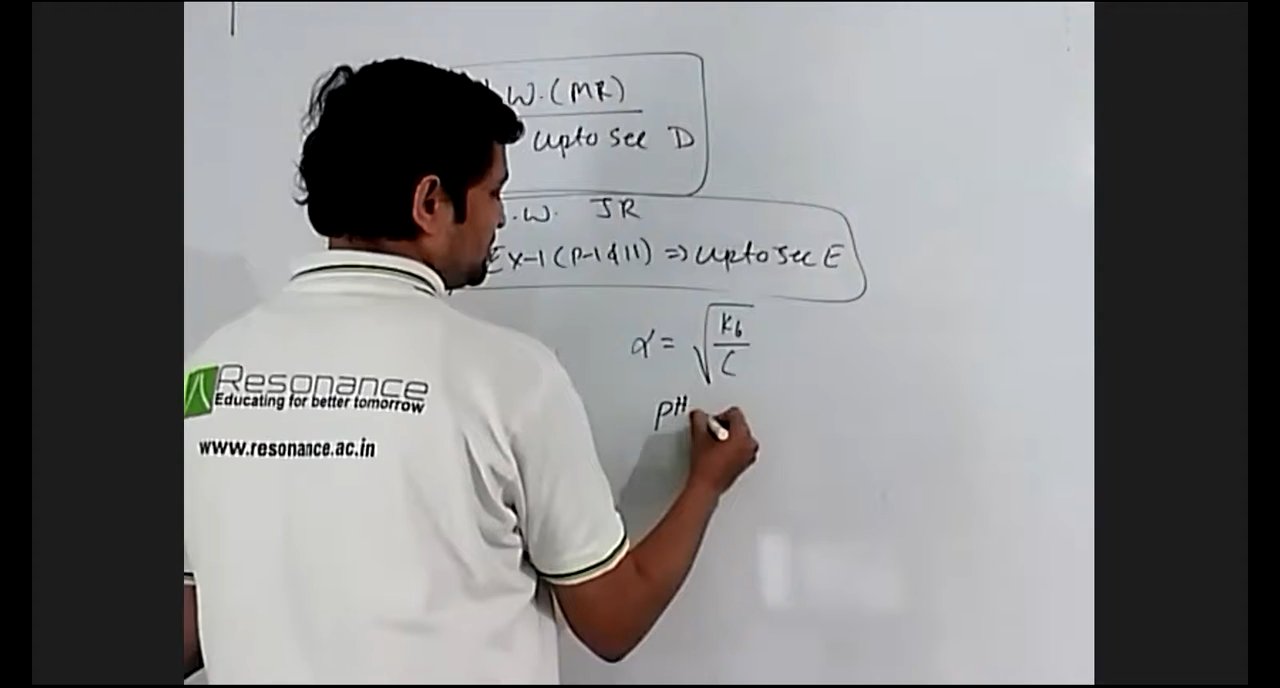 W. (MR)
upto sec D
.W. JR
Ex-1 (P-1 & 11) => upto sec E
α = √(Kb/C)
pH
Resonance
Educating for better tomorrow
www.resonance.ac.in